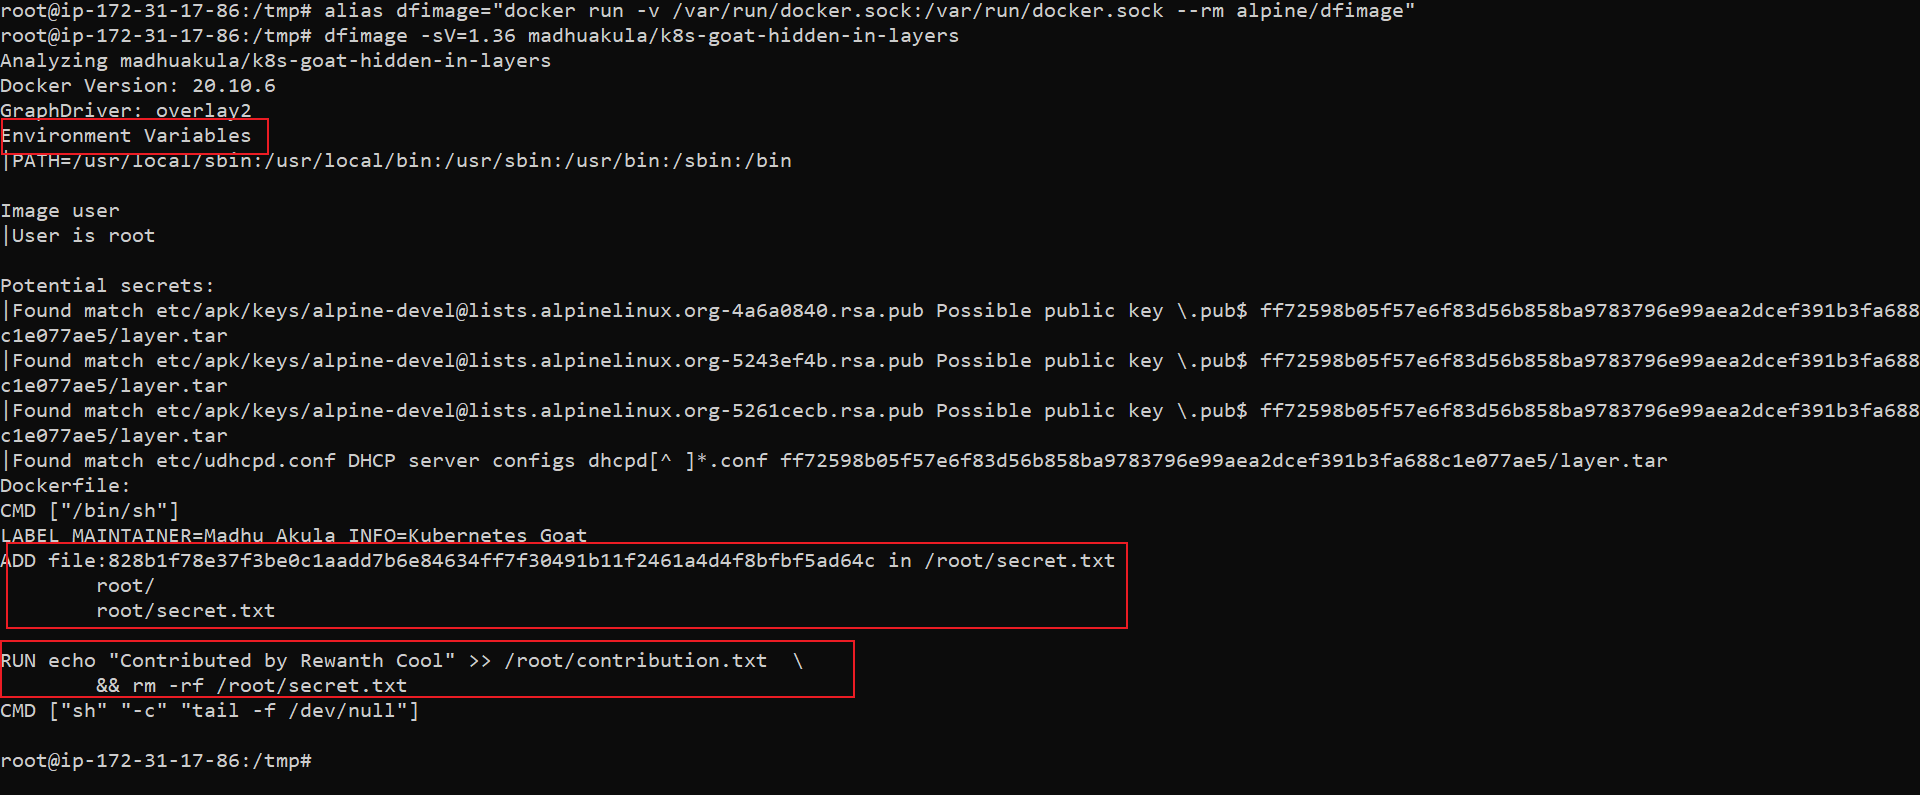 root@ip-172-31-17-86:/tmp# alias dfimage="docker run -v /var/run/docker.sock:/var/run/docker.sock --rm alpine/dfimage"
root@ip-172-31-17-86:/tmp# dfimage -sV=1.36 madhuakula/k8s-goat-hidden-in-layers
Analyzing madhuakula/k8s-goat-hidden-in-layers
Docker Version: 20.10.6
GraphDriver: overlay2
Environment Variables
|PATH=/usr/local/sbin:/usr/local/bin:/usr/sbin:/usr/bin:/sbin:/bin
Image user
|User is root
Potential secrets:
|Found match etc/apk/keys/alpine-devel@lists.alpinelinux.org-4a6a0840.rsa.pub Possible public key \.pub$ ff72598b05f57e6f83d56b858ba9783796e99aea2dcef391b3fa688
c1e077ae5/layer.tar
|Found match etc/apk/keys/alpine-devel@lists.alpinelinux.org-5243ef4b.rsa.pub Possible public key \.pub$ ff72598b05f57e6f83d56b858ba9783796e99aea2dcef391b3fa688
c1e077ae5/layer.tar
|Found match etc/apk/keys/alpine-devel@lists.alpinelinux.org-5261cecb.rsa.pub Possible public key \.pub$ ff72598b05f57e6f83d56b858ba9783796e99aea2dcef391b3fa688
c1e077ae5/layer.tar
|Found match etc/udhcpd.conf DHCP server configs dhcpd[^ ]*.conf ff72598b05f57e6f83d56b858ba9783796e99aea2dcef391b3fa688c1e077ae5/layer.tar
Dockerfile:
CMD ["/bin/sh"]
LABEL MAINTAINER=Madhu Akula INFO=Kubernetes Goat
ADD file:828b1f78e37f3be0c1aadd7b6e84634ff7f30491b11f2461a4d4f8bfbf5ad64c in /root/secret.txt
root/
root/secret.txt
RUN echo "Contributed by Rewanth Cool" >> /root/contribution.txt \
&& rm -rf /root/secret.txt
CMD ["sh" "-c" "tail -f /dev/null"]
root@ip-172-31-17-86:/tmp#